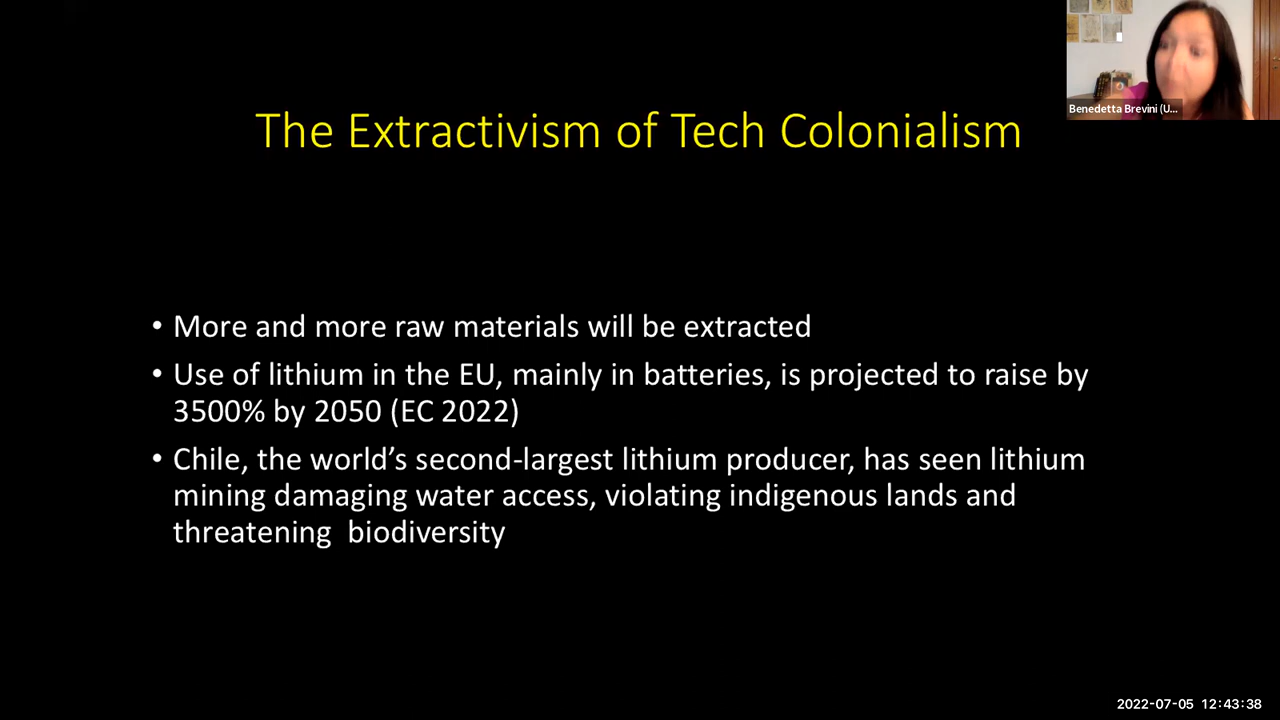 Benedetta Brevini (U...
The Extractivism of Tech Colonialism
• More and more raw materials will be extracted
• Use of lithium in the EU, mainly in batteries, is projected to raise by
3500% by 2050 (EC 2022)
• Chile, the world’s second-largest lithium producer, has seen lithium
mining damaging water access, violating indigenous lands and
threatening  biodiversity
2022-07-05 12:43:38